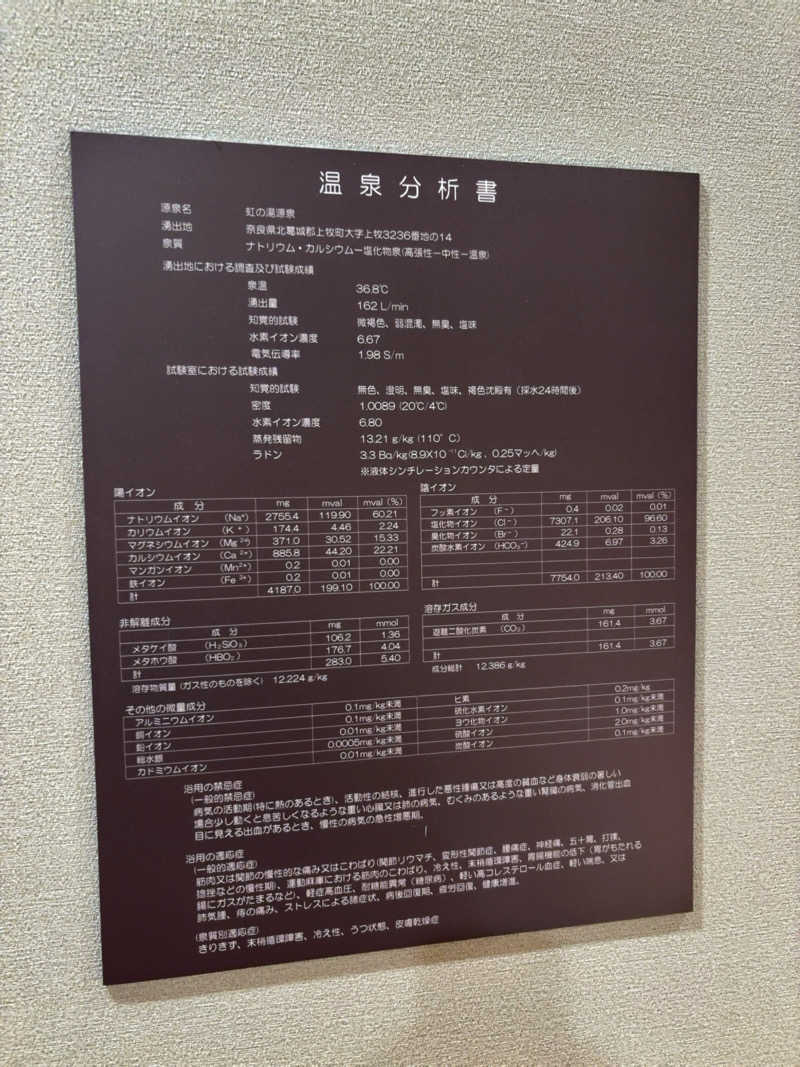 温泉分析書
源泉名 虹の湯源泉
湧出地 奈良県北葛城郡上牧町大字上牧3236番地の14
泉質 ナトリウム・カルシウムー塩化物泉(高張性ー中性ー温泉)
湧出地における調査及び試験成績
泉温 36.8℃
湧出量 162 L/min
知覚的試験 微褐色、弱混濁、無臭、塩味
水素イオン濃度 6.67
電気伝導率 1.98 S/m
試験室における試験成績
知覚的試験 無色、澄明、無臭、塩味、褐色沈殿有(採水24時間後)
密度 1.0089 (20℃/4℃)
水素イオン濃度 6.80
蒸発残留物 13.21 g/kg (110°C)
ラドン 3.3 Bq/kg(8.9X10⁻¹¹Ci/kg , 0.25マッヘ/kg)
※液体シンチレーションカウンタによる定量
陽イオン
成分 mg mval mval (%)
ナトリウムイオン (Na⁺) 2755.4 119.90 60.21
カリウムイオン (K⁺) 174.4 4.46 2.24
マグネシウムイオン (Mg²⁺) 371.0 30.52 15.33
カルシウムイオン (Ca²⁺) 885.8 44.20 22.21
マンガンイオン (Mn²⁺) 0.2 0.01 0.00
鉄イオン (Fe²⁺) 0.2 0.01 0.00
計 4187.0 199.10 100.00
陰イオン
成分 mg mval mval (%)
フッ素イオン (F⁻) 0.4 0.02 0.01
塩化物イオン (Cl⁻) 7307.1 206.10 96.60
臭化物イオン (Br⁻) 22.1 0.28 0.13
炭酸水素イオン (HCO₃⁻) 424.9 6.97 3.26
計 7754.0 213.40 100.00
非解離成分
成分 mg mmol
メタケイ酸 (H₂SiO₃) 106.2 1.36
メタホウ酸 (HBO₂) 176.7 4.04
計 283.0 5.40
溶存物質量 (ガス性のものを除く) 12.224 g/kg
溶存ガス成分
成分 mg mmol
遊離二酸化炭素 (CO₂) 161.4 3.67
計 161.4 3.67
成分総計 12.386 g/kg
その他の微量成分
アルミニウムイオン 0.1mg/kg未満
銅イオン 0.1mg/kg未満
鉛イオン 0.01mg/kg未満
総水銀 0.0005mg/kg未満
カドミウムイオン 0.01mg/kg未満
ヒ素 0.2mg/kg
硫化水素イオン 0.1mg/kg未満
ヨウ化物イオン 1.0mg/kg未満
硫酸イオン 2.0mg/kg未満
炭酸イオン 0.1mg/kg未満
浴用の禁忌症
(一般的禁忌症)
病気の活動期(特に熱のあるとき)、活動性の結核、進行した悪性腫瘍又は高度の貧血など身体衰弱の著しい
場合少し動くと息苦しくなるような重い心臓又は肺の病気、むくみのあるような重い腎臓の病気、消化管出血
目に見える出血があるとき、慢性の病気の急性増悪期。
浴用の適応症
(一般的適応症)
筋肉又は関節の慢性的な痛み又はこわばり(関節リウマチ、変形性関節症、腰痛症、神経痛、五十肩、打撲、
捻挫などの慢性期)、運動麻痺における筋肉のこわばり、冷え性、末梢循環障害、胃腸機能の低下(胃がもたれる
腸にガスがたまるなど)、軽症高血圧、耐糖能異常(糖尿病)、軽い高コレステロール血症、軽い喘息、又は
肺気腫、痔の痛み、ストレスによる諸症状、病後回復期、疲労回復、健康増進。
(泉質別適応症)
きりきず、末梢循環障害、冷え性、うつ状態、皮膚乾燥症